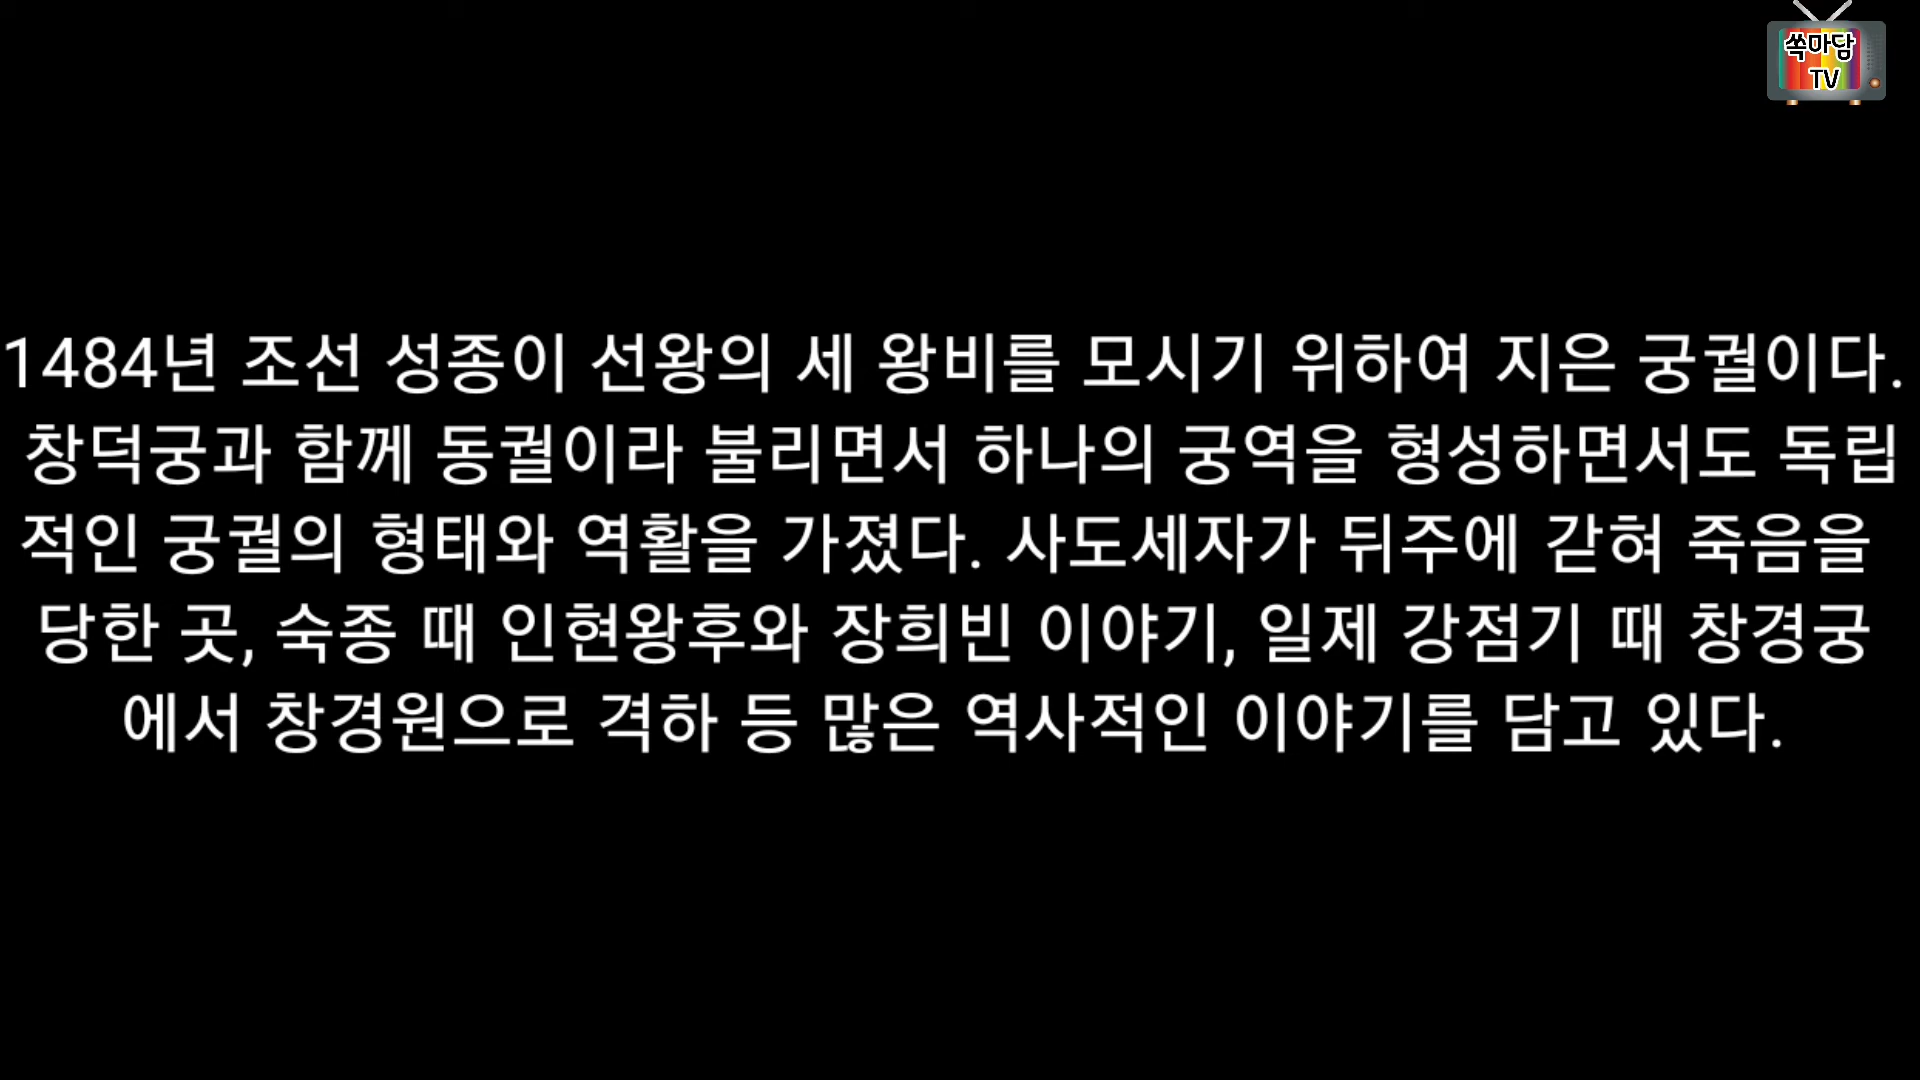 쏙마담
TV
1484년 조선 성종이 선왕의 세 왕비를 모시기 위하여 지은 궁궐이다.
창덕궁과 함께 동궐이라 불리면서 하나의 궁역을 형성하면서도 독립
적인 궁궐의 형태와 역활을 가졌다. 사도세자가 뒤주에 갇혀 죽음을
당한 곳, 숙종 때 인현왕후와 장희빈 이야기, 일제 강점기 때 창경궁
에서 창경원으로 격하 등 많은 역사적인 이야기를 담고 있다.